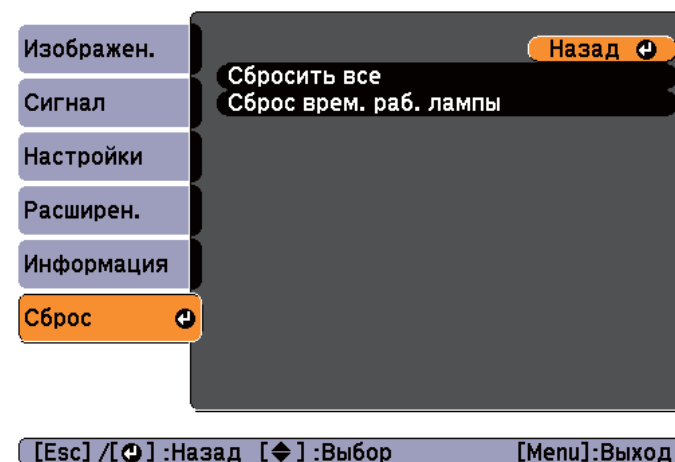 Изображен.
Сигнал
Настройки
Расширен.
Информация
Сброс
Назад
Сбросить все
Сброс врем. раб. лампы
[Esc] /[⏎] :Назад [◆] :Выбор [Menu]:Выход